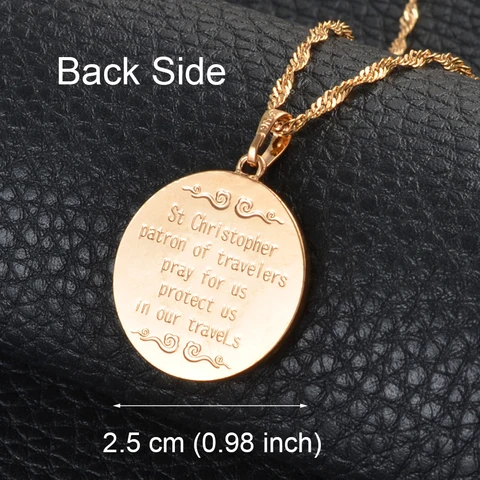 Back Side
St Christopher
patron of travelers
pray for us
protect us
in our travels
2.5 cm (0.98 inch)